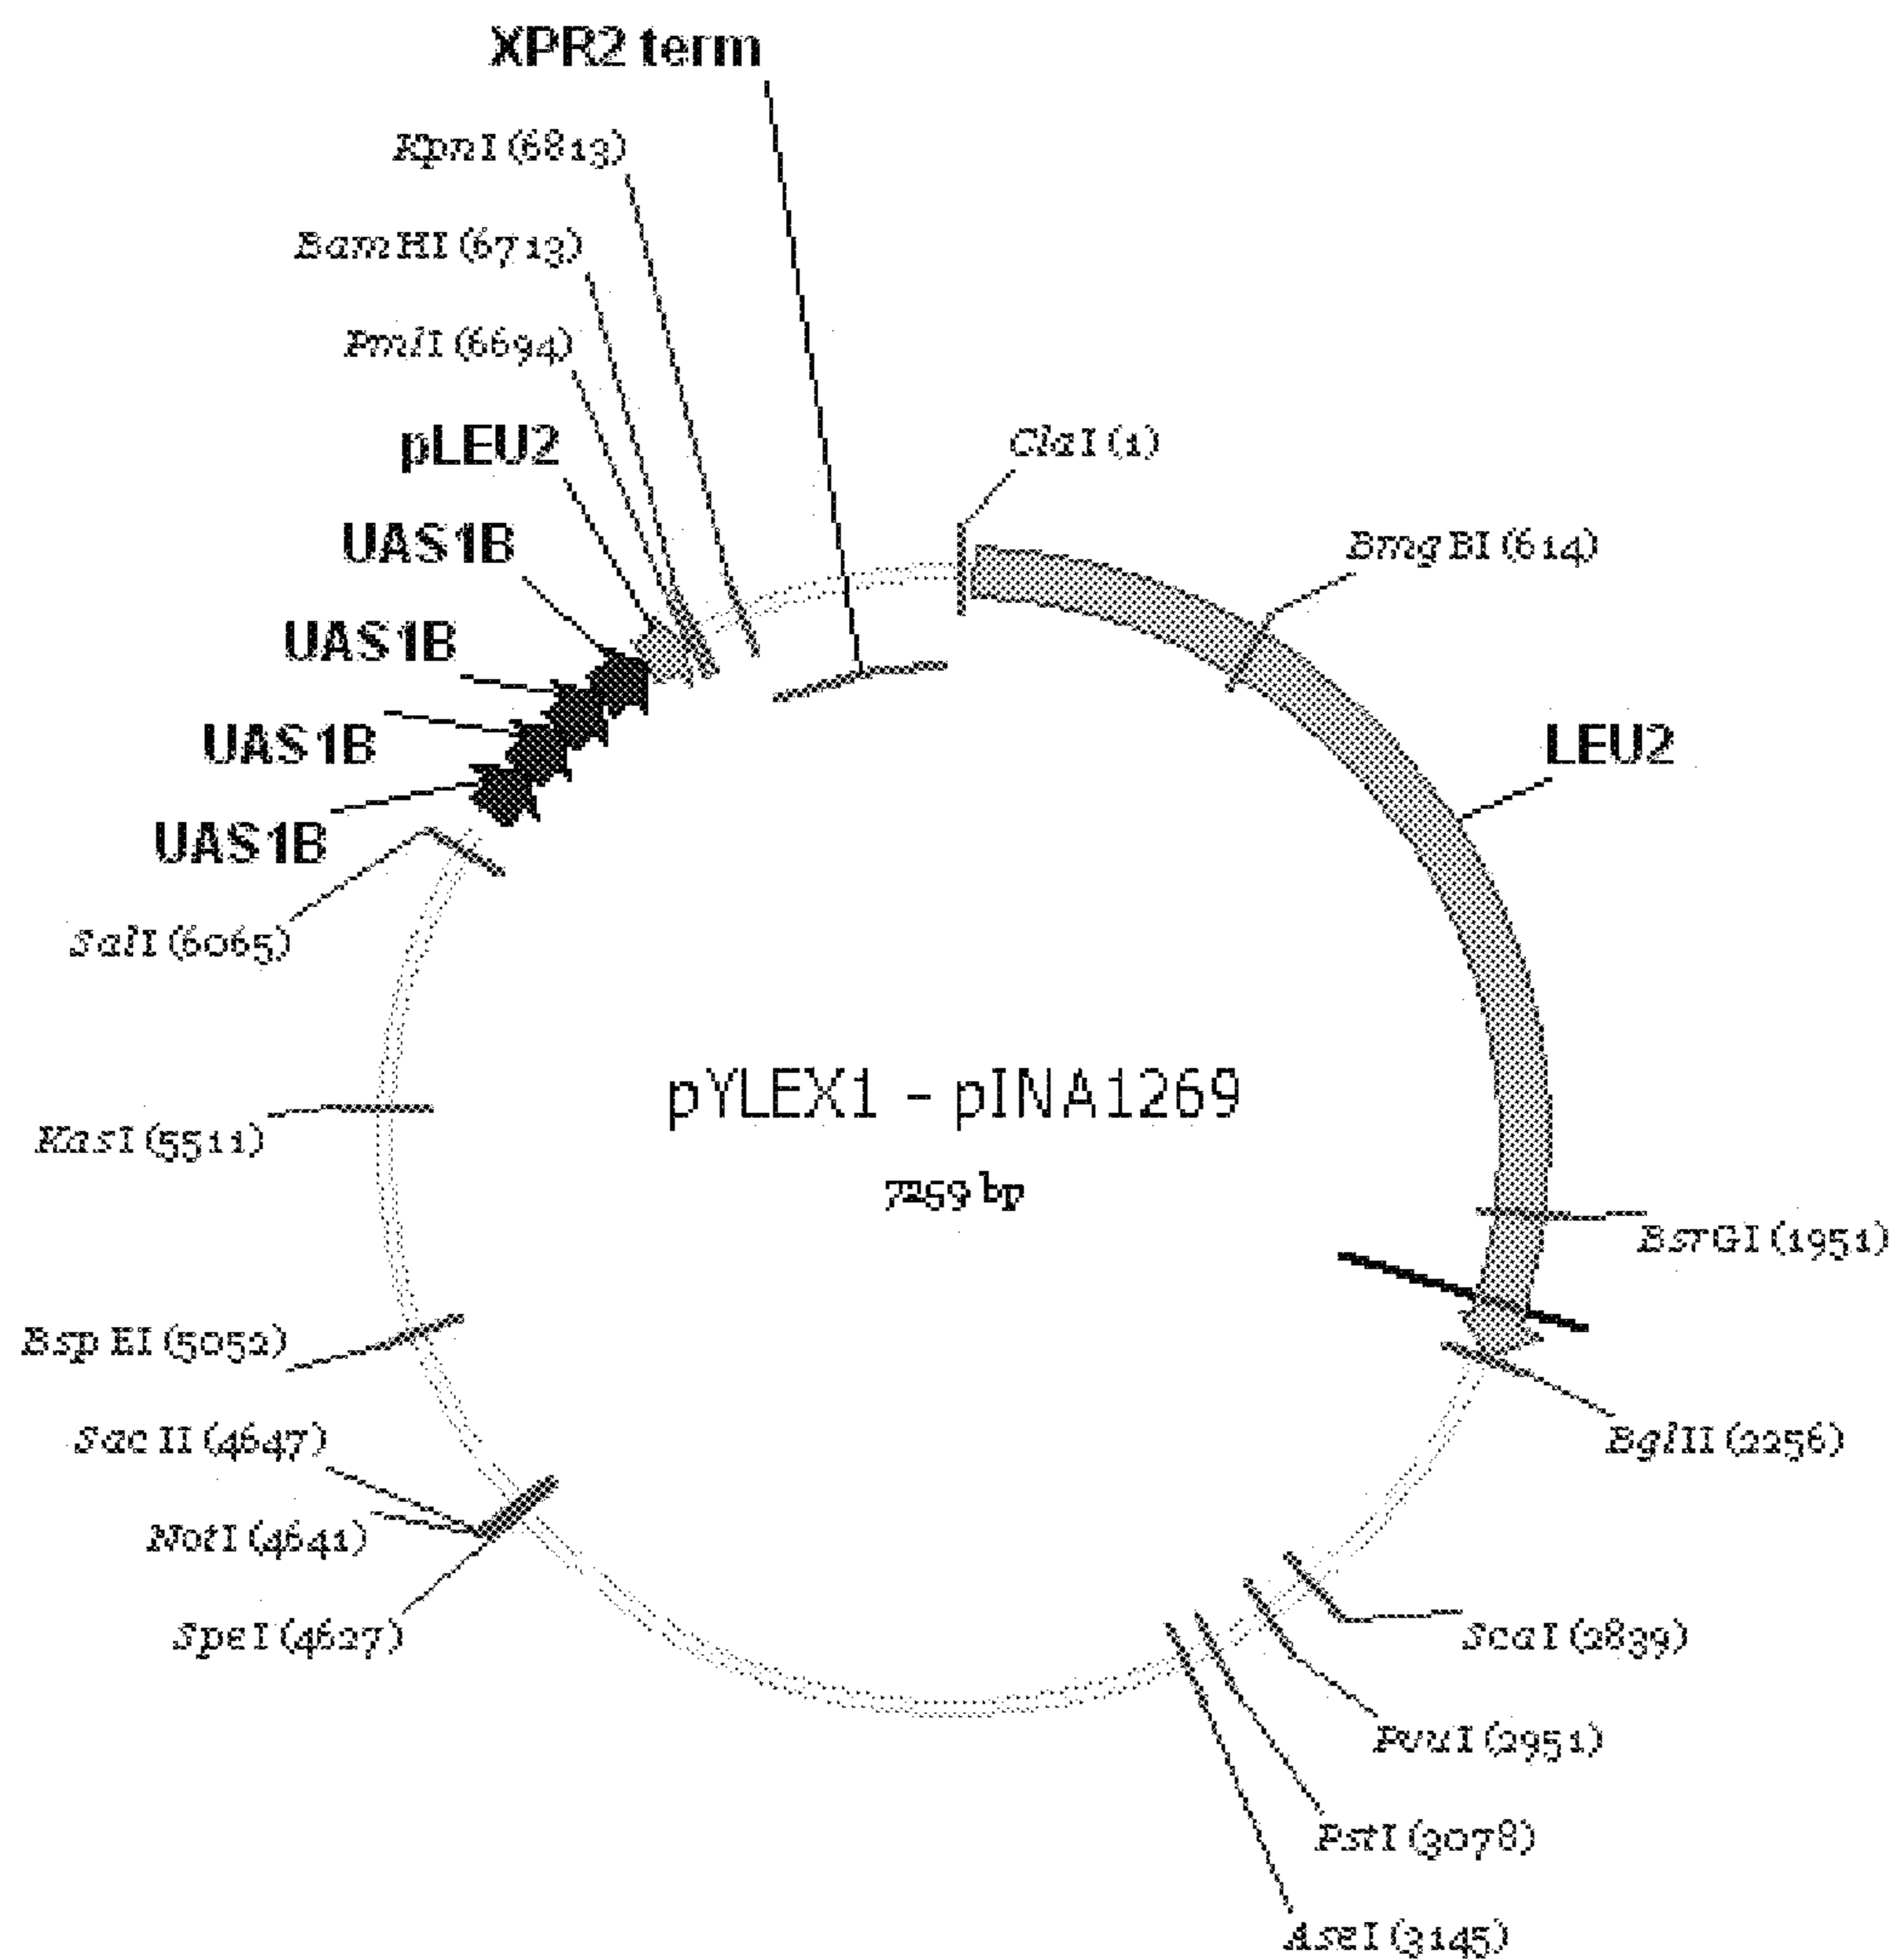 XPR2 term
KpnI (6813)
BamHI (6713)
PmlI (6694)
pLEU2
ClaI (1)
UAS1B
BmgBI (614)
UAS1B
UAS1B
LEU2
UAS1B
SalI (6065)
pYLEX1 - pINA1269
KasI (5511)
7259 bp
BsrGI (1951)
BspEI (5052)
BglII (2256)
SacII (4647)
NotI (4641)
SpeI (4627)
ScaI (2839)
PvuI (2951)
PstI (3078)
AseI (3145)